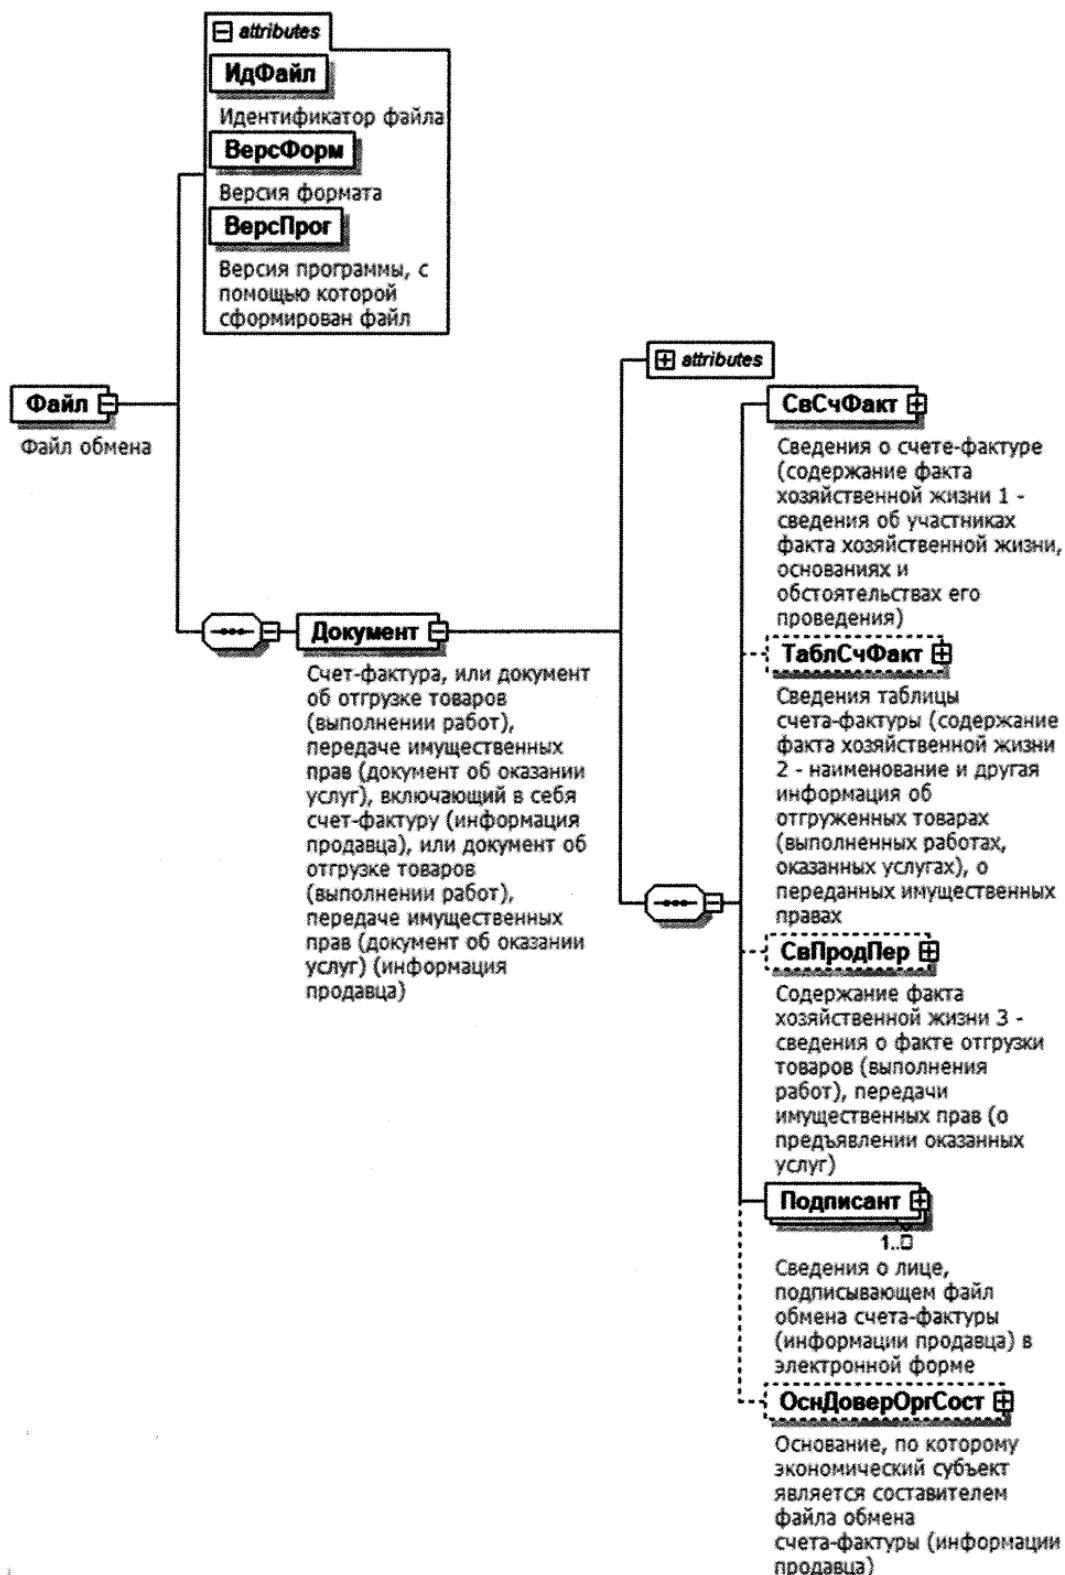 attributes
ИдФайл
Идентификатор файла
ВерсФорм
Версия формата
ВерсПрог
Версия программы, с
помощью которой
сформирован файл
attributes
Файл
Файл обмена
СвСчФакт
Сведения о счете-фактуре
(содержание факта
хозяйственной жизни 1 -
сведения об участниках
факта хозяйственной жизни,
основаниях и
обстоятельствах его
проведения)
Документ
Счет-фактура, или документ
об отгрузке товаров
(выполнении работ),
передаче имущественных
прав (документ об оказании
услуг), включающий в себя
счет-фактуру (информация
продавца), или документ об
отгрузке товаров
(выполнении работ),
передаче имущественных
прав (документ об оказании
услуг) (информация
продавца)
ТаблСчФакт
Сведения таблицы
счета-фактуры (содержание
факта хозяйственной жизни
2 - наименование и другая
информация об
отгруженных товарах
(выполненных работах,
оказанных услугах), о
переданных имущественных
правах
СвПродПер
Содержание факта
хозяйственной жизни 3 -
сведения о факте отгрузки
товаров (выполнения
работ), передачи
имущественных прав (о
предъявлении оказанных
услуг)
Подписант
1..□
Сведения о лице,
подписывающем файл
обмена счета-фактуры
(информации продавца) в
электронной форме
ОснДоверОргСост
Основание, по которому
экономический субъект
является составителем
файла обмена
счета-фактуры (информации
продавца)